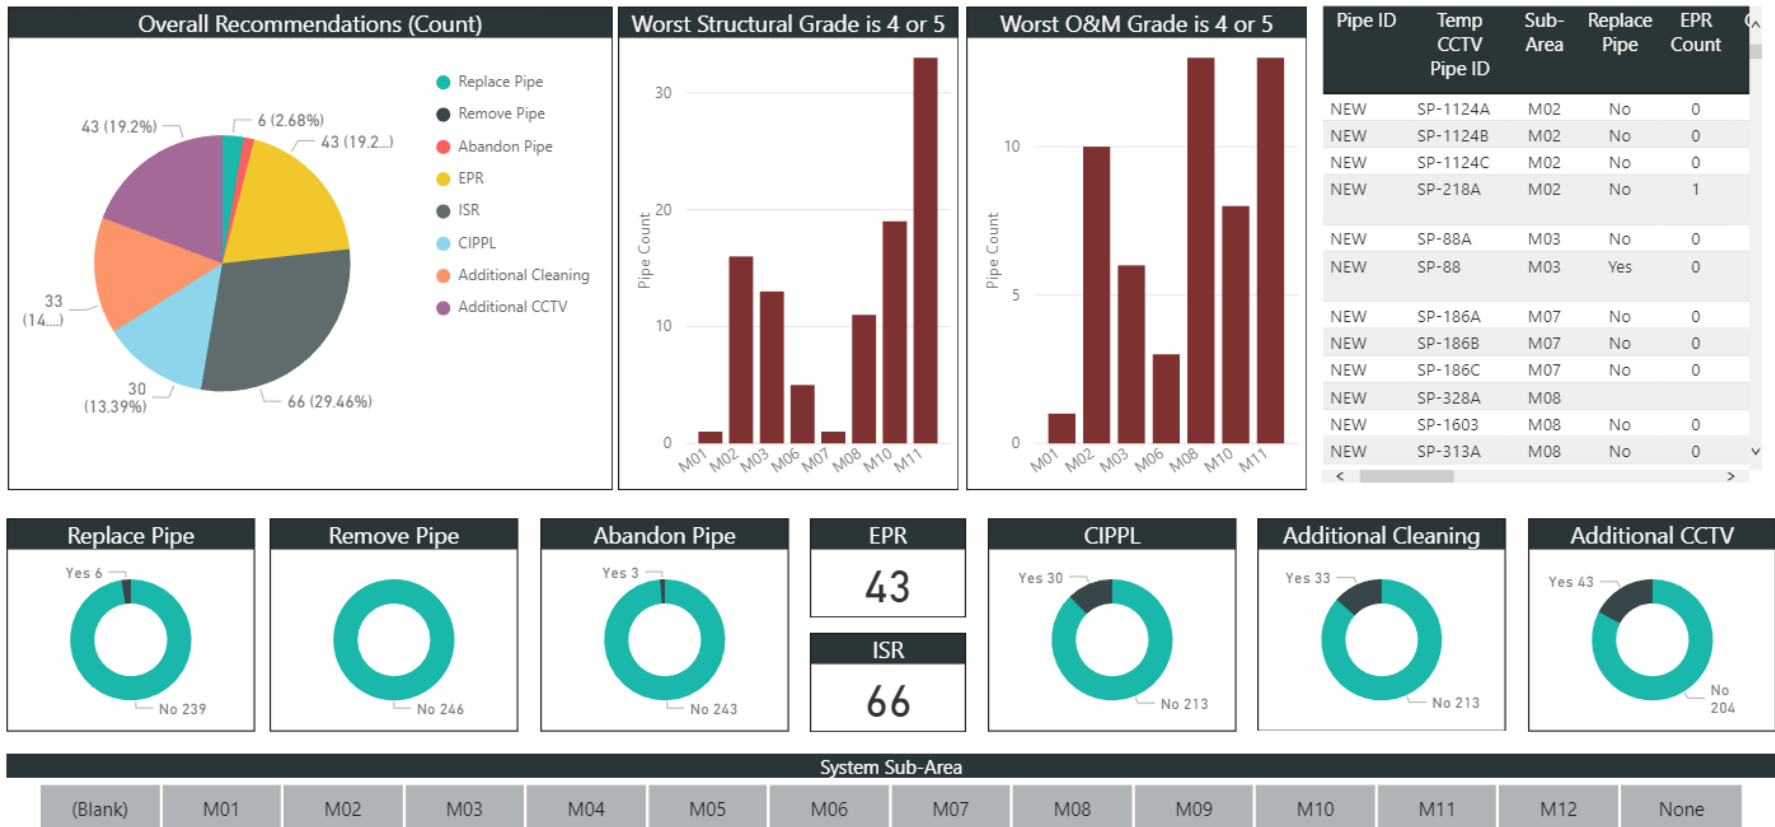 Overall Recommendations (Count)
43 (19.2%)
6 (2.68%)
43 (19.2...)
33
(14....)
30
(13.39%)
66 (29.46%)
Replace Pipe
Remove Pipe
Abandon Pipe
EPR
ISR
CIPPL
Additional Cleaning
Additional CCTV
Worst Structural Grade is 4 or 5
Pipe Count
30
20
10
0
M01 M02 M03 M06 M07 M08 M10 M11
Worst O&M Grade is 4 or 5
Pipe Count
10
5
0
M01 M02 M03 M06 M08 M10 M11
Pipe ID Temp CCTV Pipe ID Sub-Area Replace Pipe EPR Count
NEW SP-1124A M02 No 0
NEW SP-1124B M02 No 0
NEW SP-1124C M02 No 0
NEW SP-218A M02 No 1
NEW SP-88A M03 No 0
NEW SP-88 M03 Yes 0
NEW SP-186A M07 No 0
NEW SP-186B M07 No 0
NEW SP-186C M07 No 0
NEW SP-328A M08
NEW SP-1603 M08 No 0
NEW SP-313A M08 No 0
Replace Pipe
Yes 6
No 239
Remove Pipe
No 246
Abandon Pipe
Yes 3
No 243
EPR
43
ISR
66
CIPPL
Yes 30
No 213
Additional Cleaning
Yes 33
No 213
Additional CCTV
Yes 43
No
204
System Sub-Area
(Blank) M01 M02 M03 M04 M05 M06 M07 M08 M09 M10 M11 M12 None